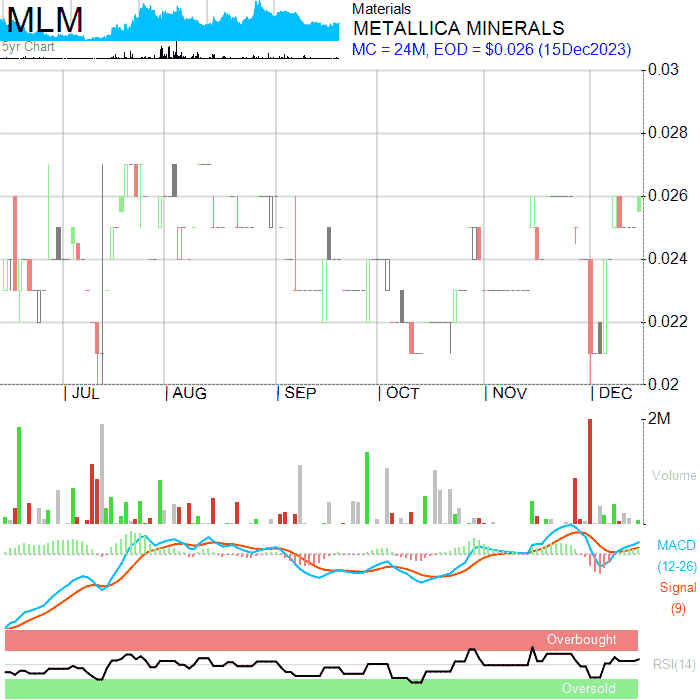 MLM
5yr Chart
Materials
METALLICA MINERALS
MC = 24M, EOD = $0.026 (15Dec2023)
0.03
0.028
0.026
0.024
0.022
0.02
JUL
AUG
SEP
OCT
NOV
DEC
2M
Volume
MACD
(12-26)
Signal
(9)
Overbought
RSI(14)
Oversold